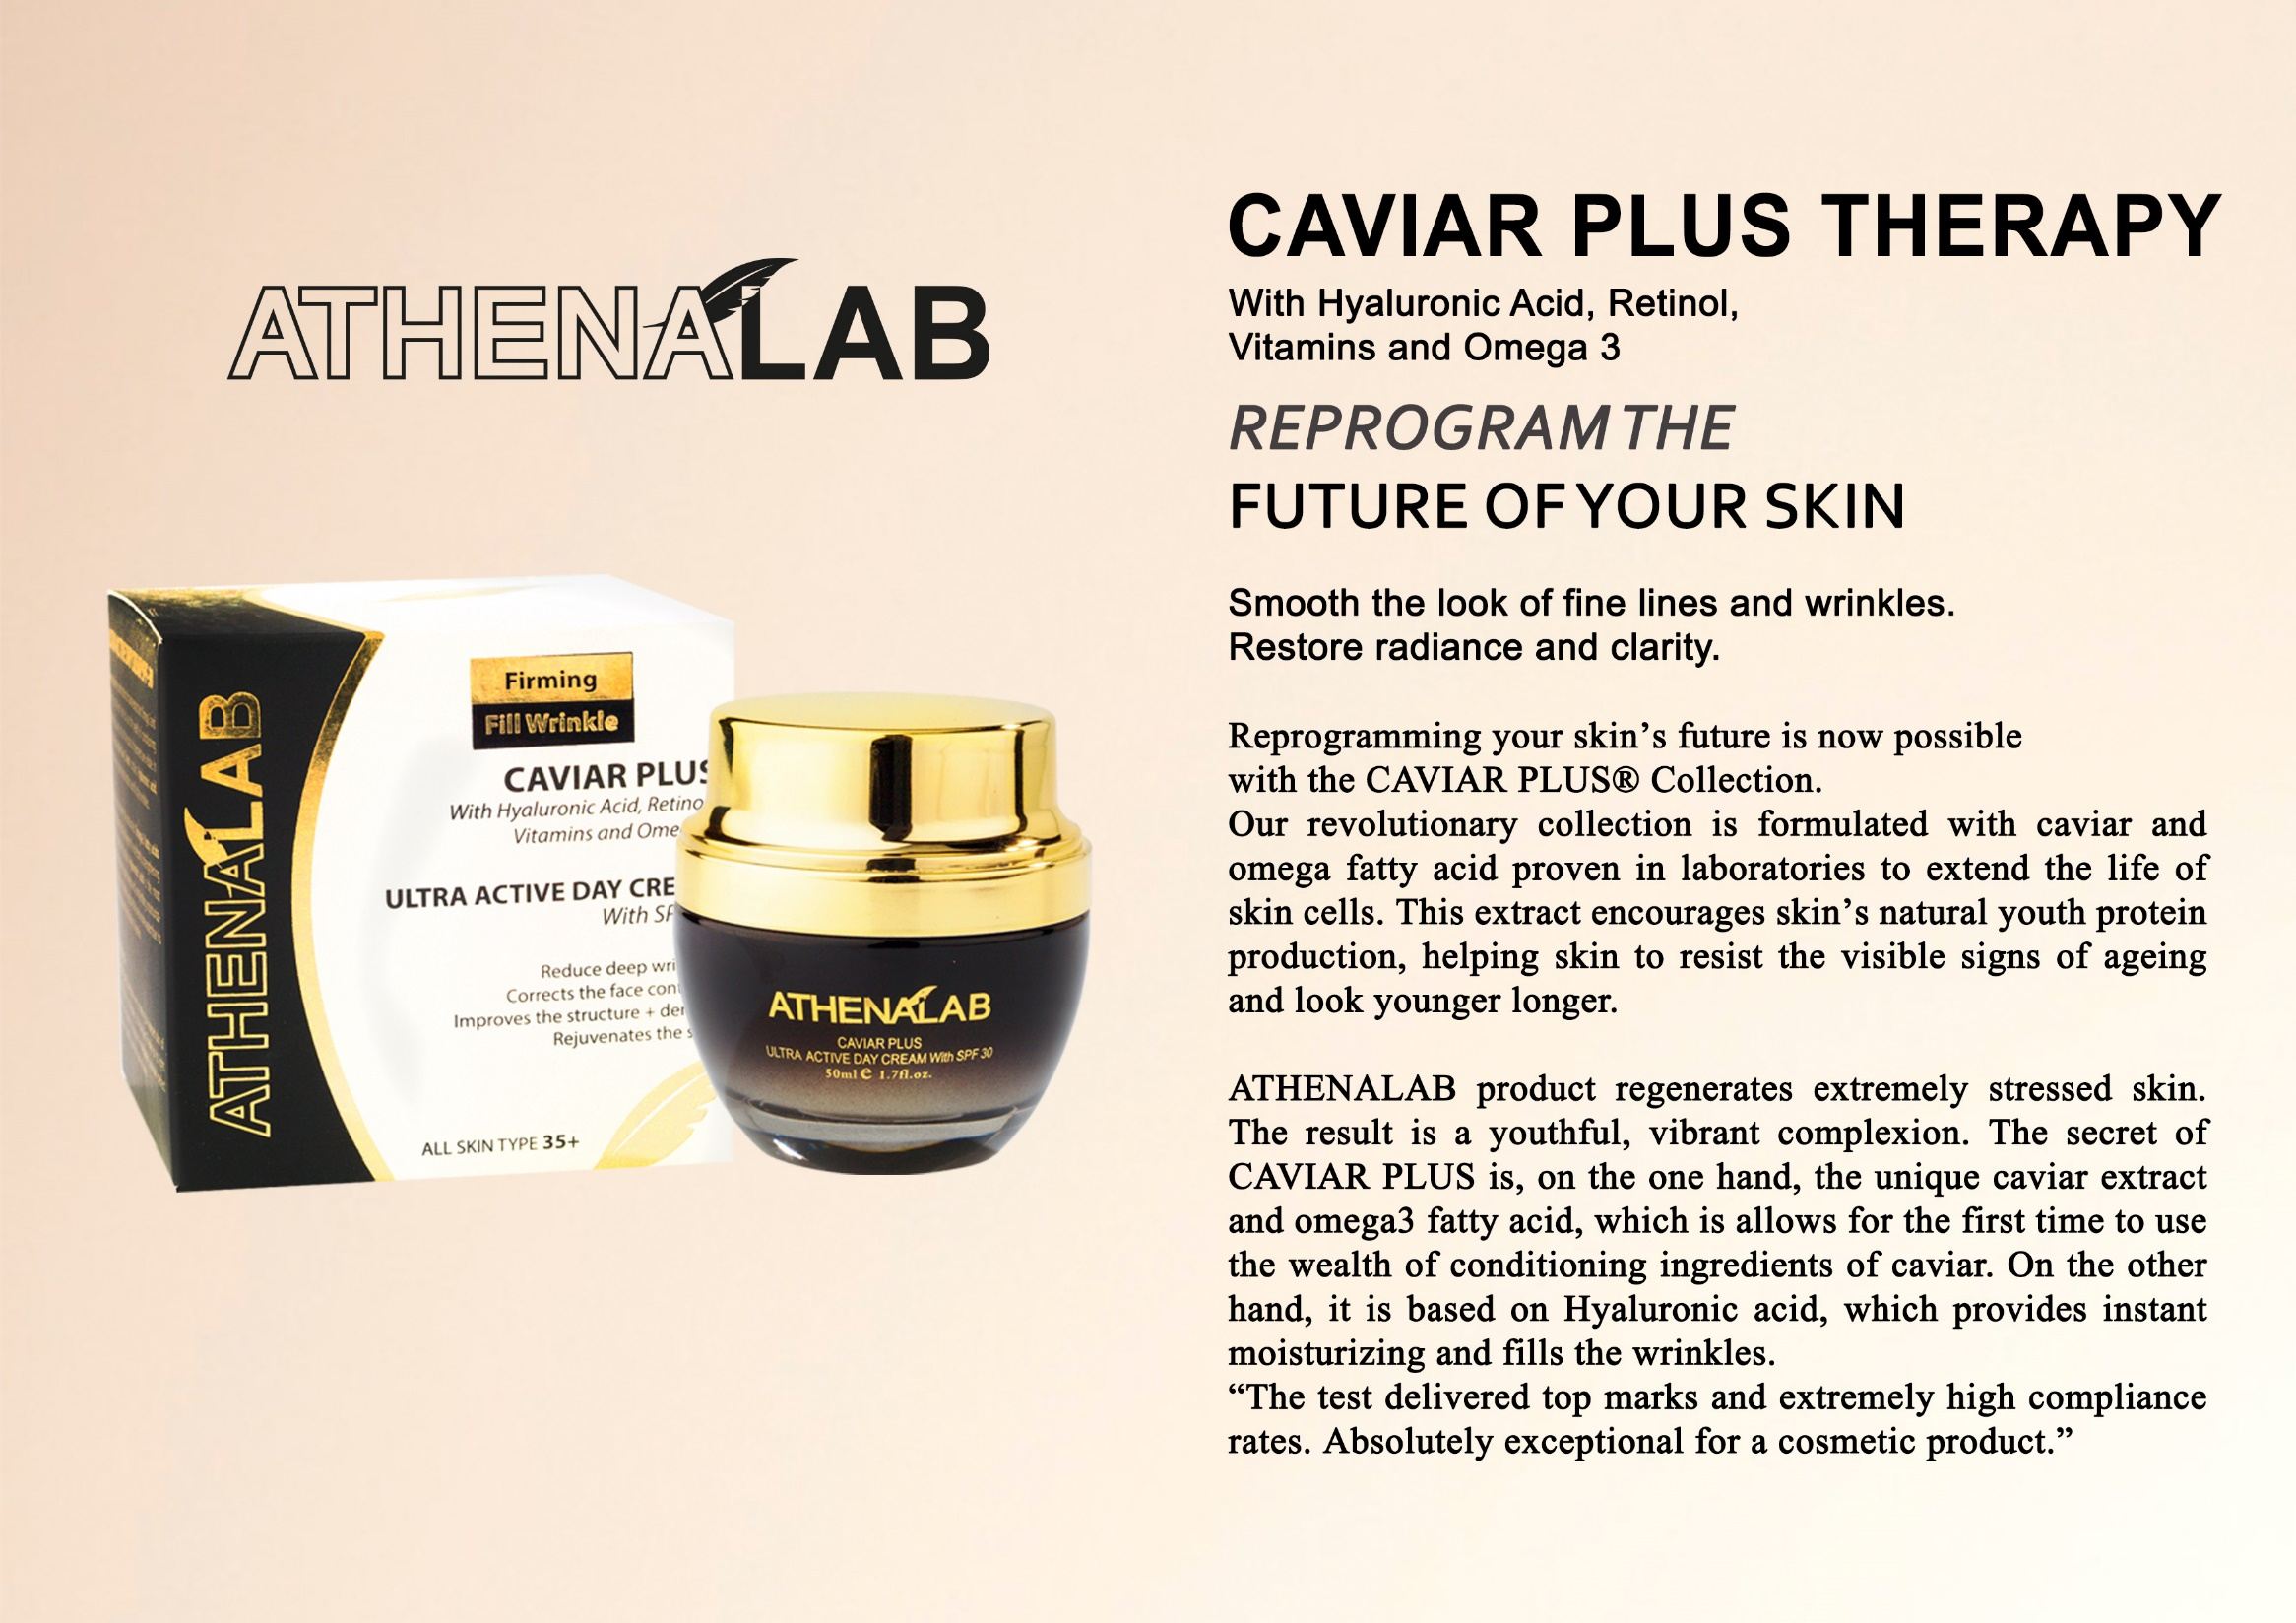 ATHENALAB
CAVIAR PLUS THERAPY
With Hyaluronic Acid, Retinol,
Vitamins and Omega 3
REPROGRAM THE
FUTURE OF YOUR SKIN
Smooth the look of fine lines and wrinkles.
Restore radiance and clarity.
Reprogramming your skin’s future is now possible
with the CAVIAR PLUS® Collection.
Our revolutionary collection is formulated with caviar and
omega fatty acid proven in laboratories to extend the life of
skin cells. This extract encourages skin’s natural youth protein
production, helping skin to resist the visible signs of ageing
and look younger longer.
ATHENALAB product regenerates extremely stressed skin.
The result is a youthful, vibrant complexion. The secret of
CAVIAR PLUS is, on the one hand, the unique caviar extract
and omega3 fatty acid, which is allows for the first time to use
the wealth of conditioning ingredients of caviar. On the other
hand, it is based on Hyaluronic acid, which provides instant
moisturizing and fills the wrinkles.
“The test delivered top marks and extremely high compliance
rates. Absolutely exceptional for a cosmetic product.”
ATHENALAB
Firming
Fill Wrinkle
CAVIAR PLUS
With Hyaluronic Acid, Retino
Vitamins and Ome
ULTRA ACTIVE DAY CRE
With SF
Reduce deep wri
Corrects the face con
Improves the structure + der
Rejuvenates the s
ALL SKIN TYPE 35+
ATHENALAB
CAVIAR PLUS
ULTRA ACTIVE DAY CREAM With SPF 30
50ml e 1.7fl.oz.